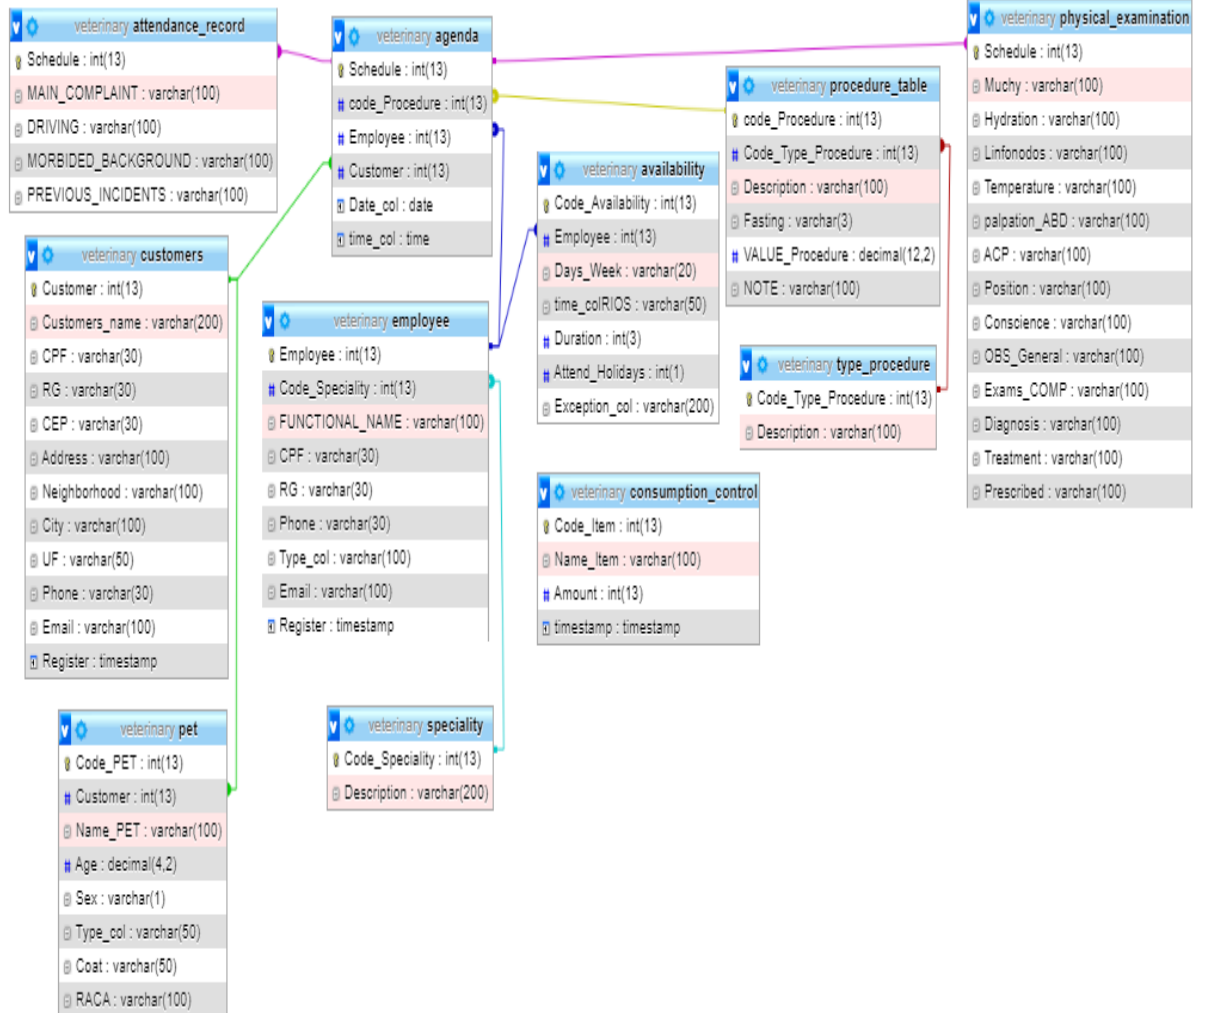 veterinary attendance_record
Schedule : int(13)
MAIN_COMPLAINT : varchar(100)
DRIVING : varchar(100)
MORBIDED_BACKGROUND : varchar(100)
PREVIOUS_INCIDENTS : varchar(100)
veterinary agenda
Schedule : int(13)
code_Procedure : int(13)
Employee : int(13)
Customer : int(13)
Date_col : date
time_col : time
veterinary physical_examination
Schedule : int(13)
Muchy : varchar(100)
Hydration : varchar(100)
Linfonodos : varchar(100)
Temperature : varchar(100)
palpation_ABD : varchar(100)
ACP : varchar(100)
Position : varchar(100)
Conscience : varchar(100)
OBS_General : varchar(100)
Exams_COMP : varchar(100)
Diagnosis : varchar(100)
Treatment : varchar(100)
Prescribed : varchar(100)
veterinary procedure_table
code_Procedure : int(13)
Code_Type_Procedure : int(13)
Description : varchar(100)
Fasting : varchar(3)
VALUE_Procedure : decimal(12,2)
NOTE : varchar(100)
veterinary availability
Code_Availability : int(13)
Employee : int(13)
Days_Week : varchar(20)
time_colRIOS : varchar(50)
Duration : int(3)
Attend_Holidays : int(1)
Exception_col : varchar(200)
veterinary customers
Customer : int(13)
Customers_name : varchar(200)
CPF : varchar(30)
RG : varchar(30)
CEP : varchar(30)
Address : varchar(100)
Neighborhood : varchar(100)
City : varchar(100)
UF : varchar(50)
Phone : varchar(30)
Email : varchar(100)
Register : timestamp
veterinary employee
Employee : int(13)
Code_Speciality : int(13)
FUNCTIONAL_NAME : varchar(100)
CPF : varchar(30)
RG : varchar(30)
Phone : varchar(30)
Type_col : varchar(100)
Email : varchar(100)
Register : timestamp
veterinary type_procedure
Code_Type_Procedure : int(13)
Description : varchar(100)
veterinary consumption_control
Code_Item : int(13)
Name_Item : varchar(100)
Amount : int(13)
timestamp : timestamp
veterinary pet
Code_PET : int(13)
Customer : int(13)
Name_PET : varchar(100)
Age : decimal(4,2)
Sex : varchar(1)
Type_col : varchar(50)
Coat : varchar(50)
RACA : varchar(100)
veterinary speciality
Code_Speciality : int(13)
Description : varchar(200)